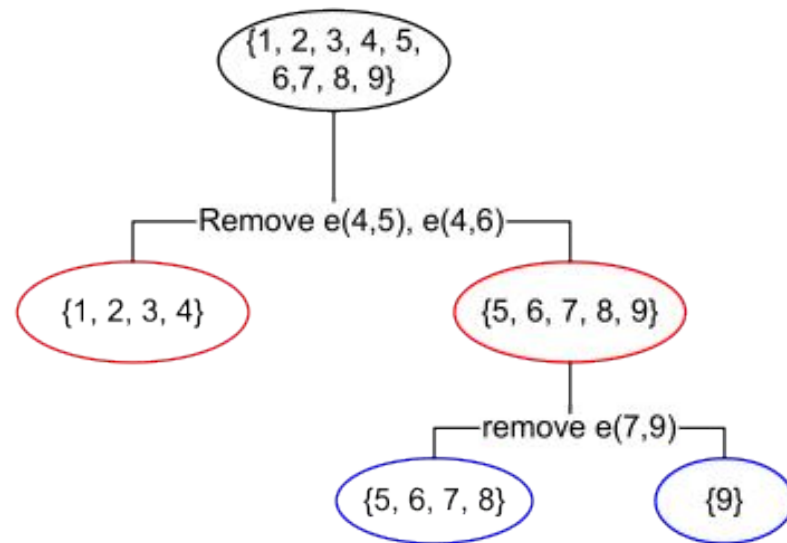 {1, 2, 3, 4, 5,
6,7, 8, 9}
Remove e(4,5), e(4,6)
{1, 2, 3, 4}
{5, 6, 7, 8, 9}
remove e(7,9)
{5, 6, 7, 8}
{9}